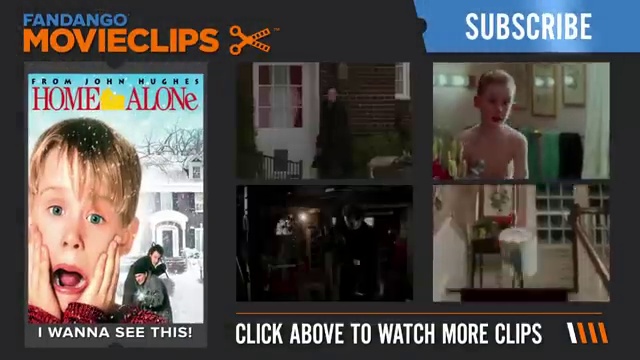 FANDANGO
MOVIECLIPS
SUBSCRIBE
FROM JOHN HUGHES
HOME ALONe
I WANNA SEE THIS!
CLICK ABOVE TO WATCH MORE CLIPS